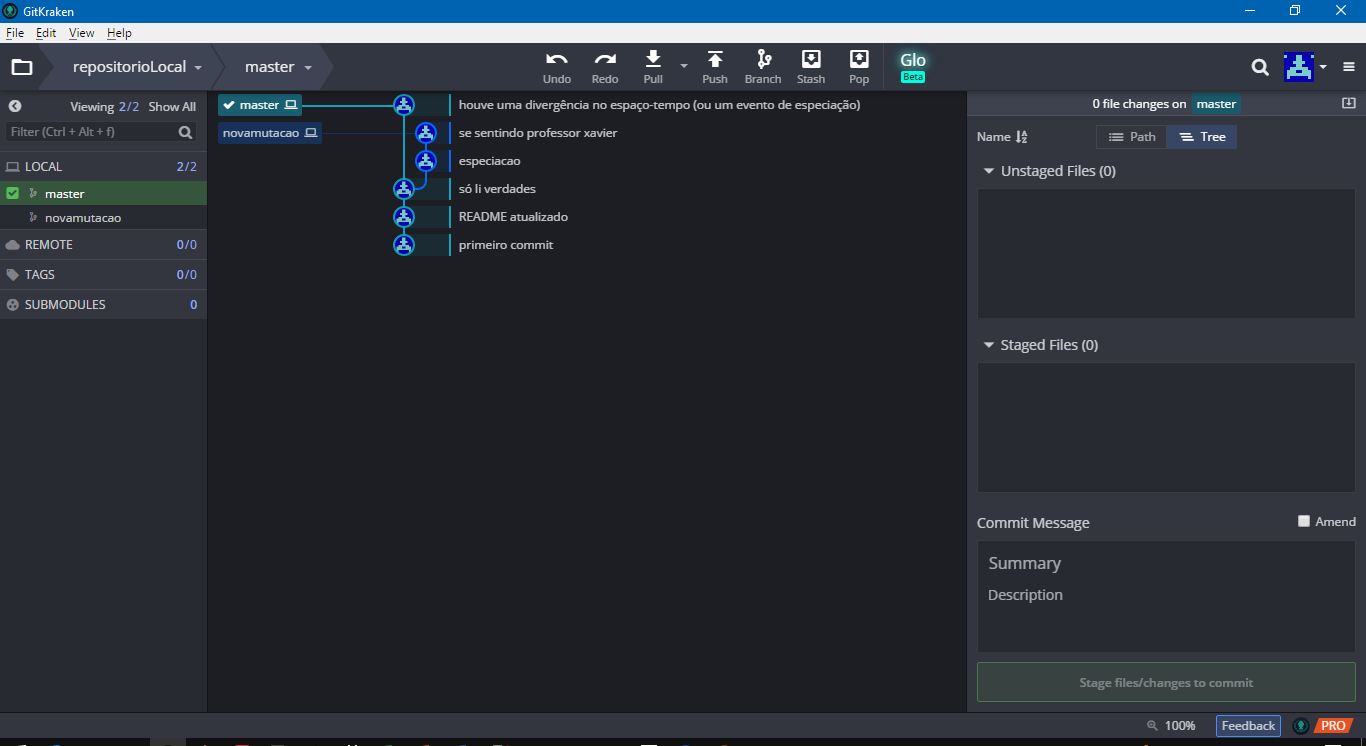 GitKraken
File Edit View Help
repositorioLocal master Undo Redo Pull Push Branch Stash Pop Glo Beta
Viewing 2/2 Show All
Filter (Ctrl + Alt + f)
LOCAL 2/2
master
novamutacao
REMOTE 0/0
TAGS 0/0
SUBMODULES 0
master houve uma divergência no espaço-tempo (ou um evento de especiação)
novamutacao se sentindo professor xavier
especiacao
só li verdades
README atualizado
primeiro commit
0 file changes on master
Name Path Tree
Unstaged Files (0)
Staged Files (0)
Commit Message Amend
Summary
Description
Stage files/changes to commit
100% Feedback PRO